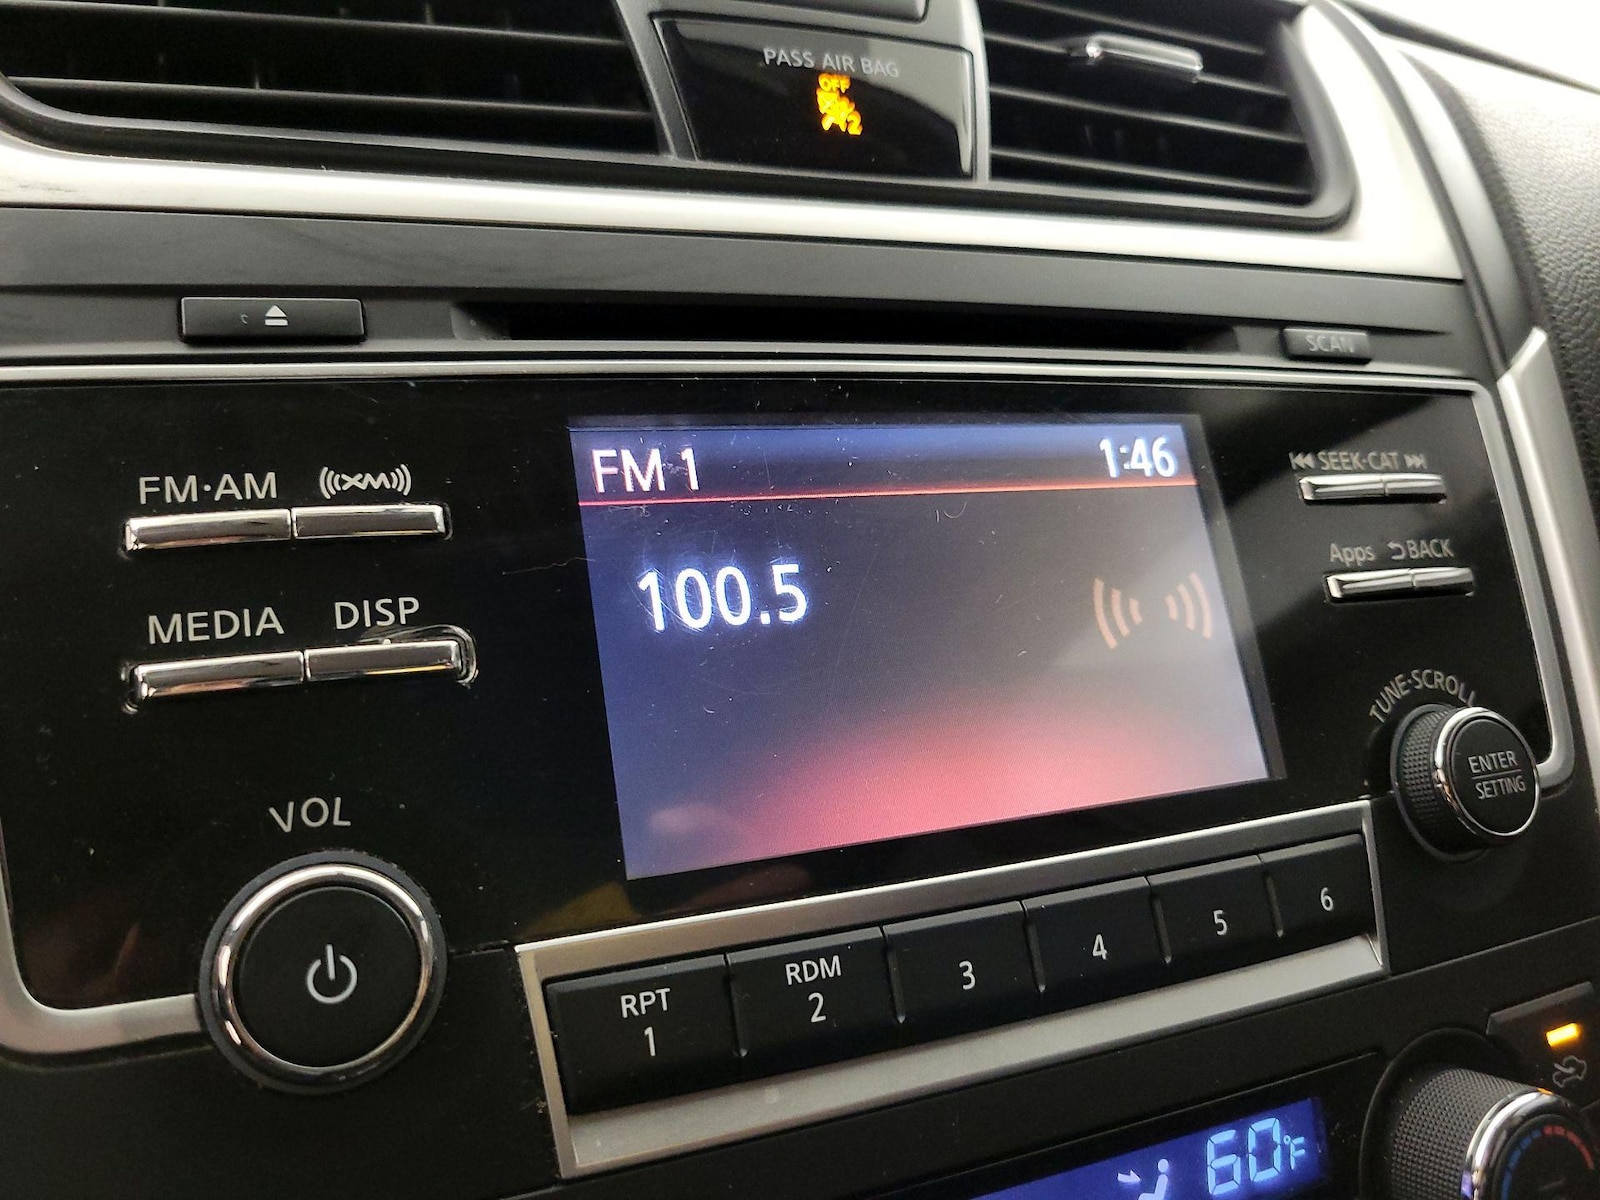 PASS AIR BAG
OFF
2
SCAN
FM·AM
((XM))
FM 1
1:46
SEEK·CAT
100.5
Apps
BACK
MEDIA
DISP
TUNE·SCROLL
ENTER
SETTING
VOL
RPT
1
RDM
2
3
4
5
6
60°F